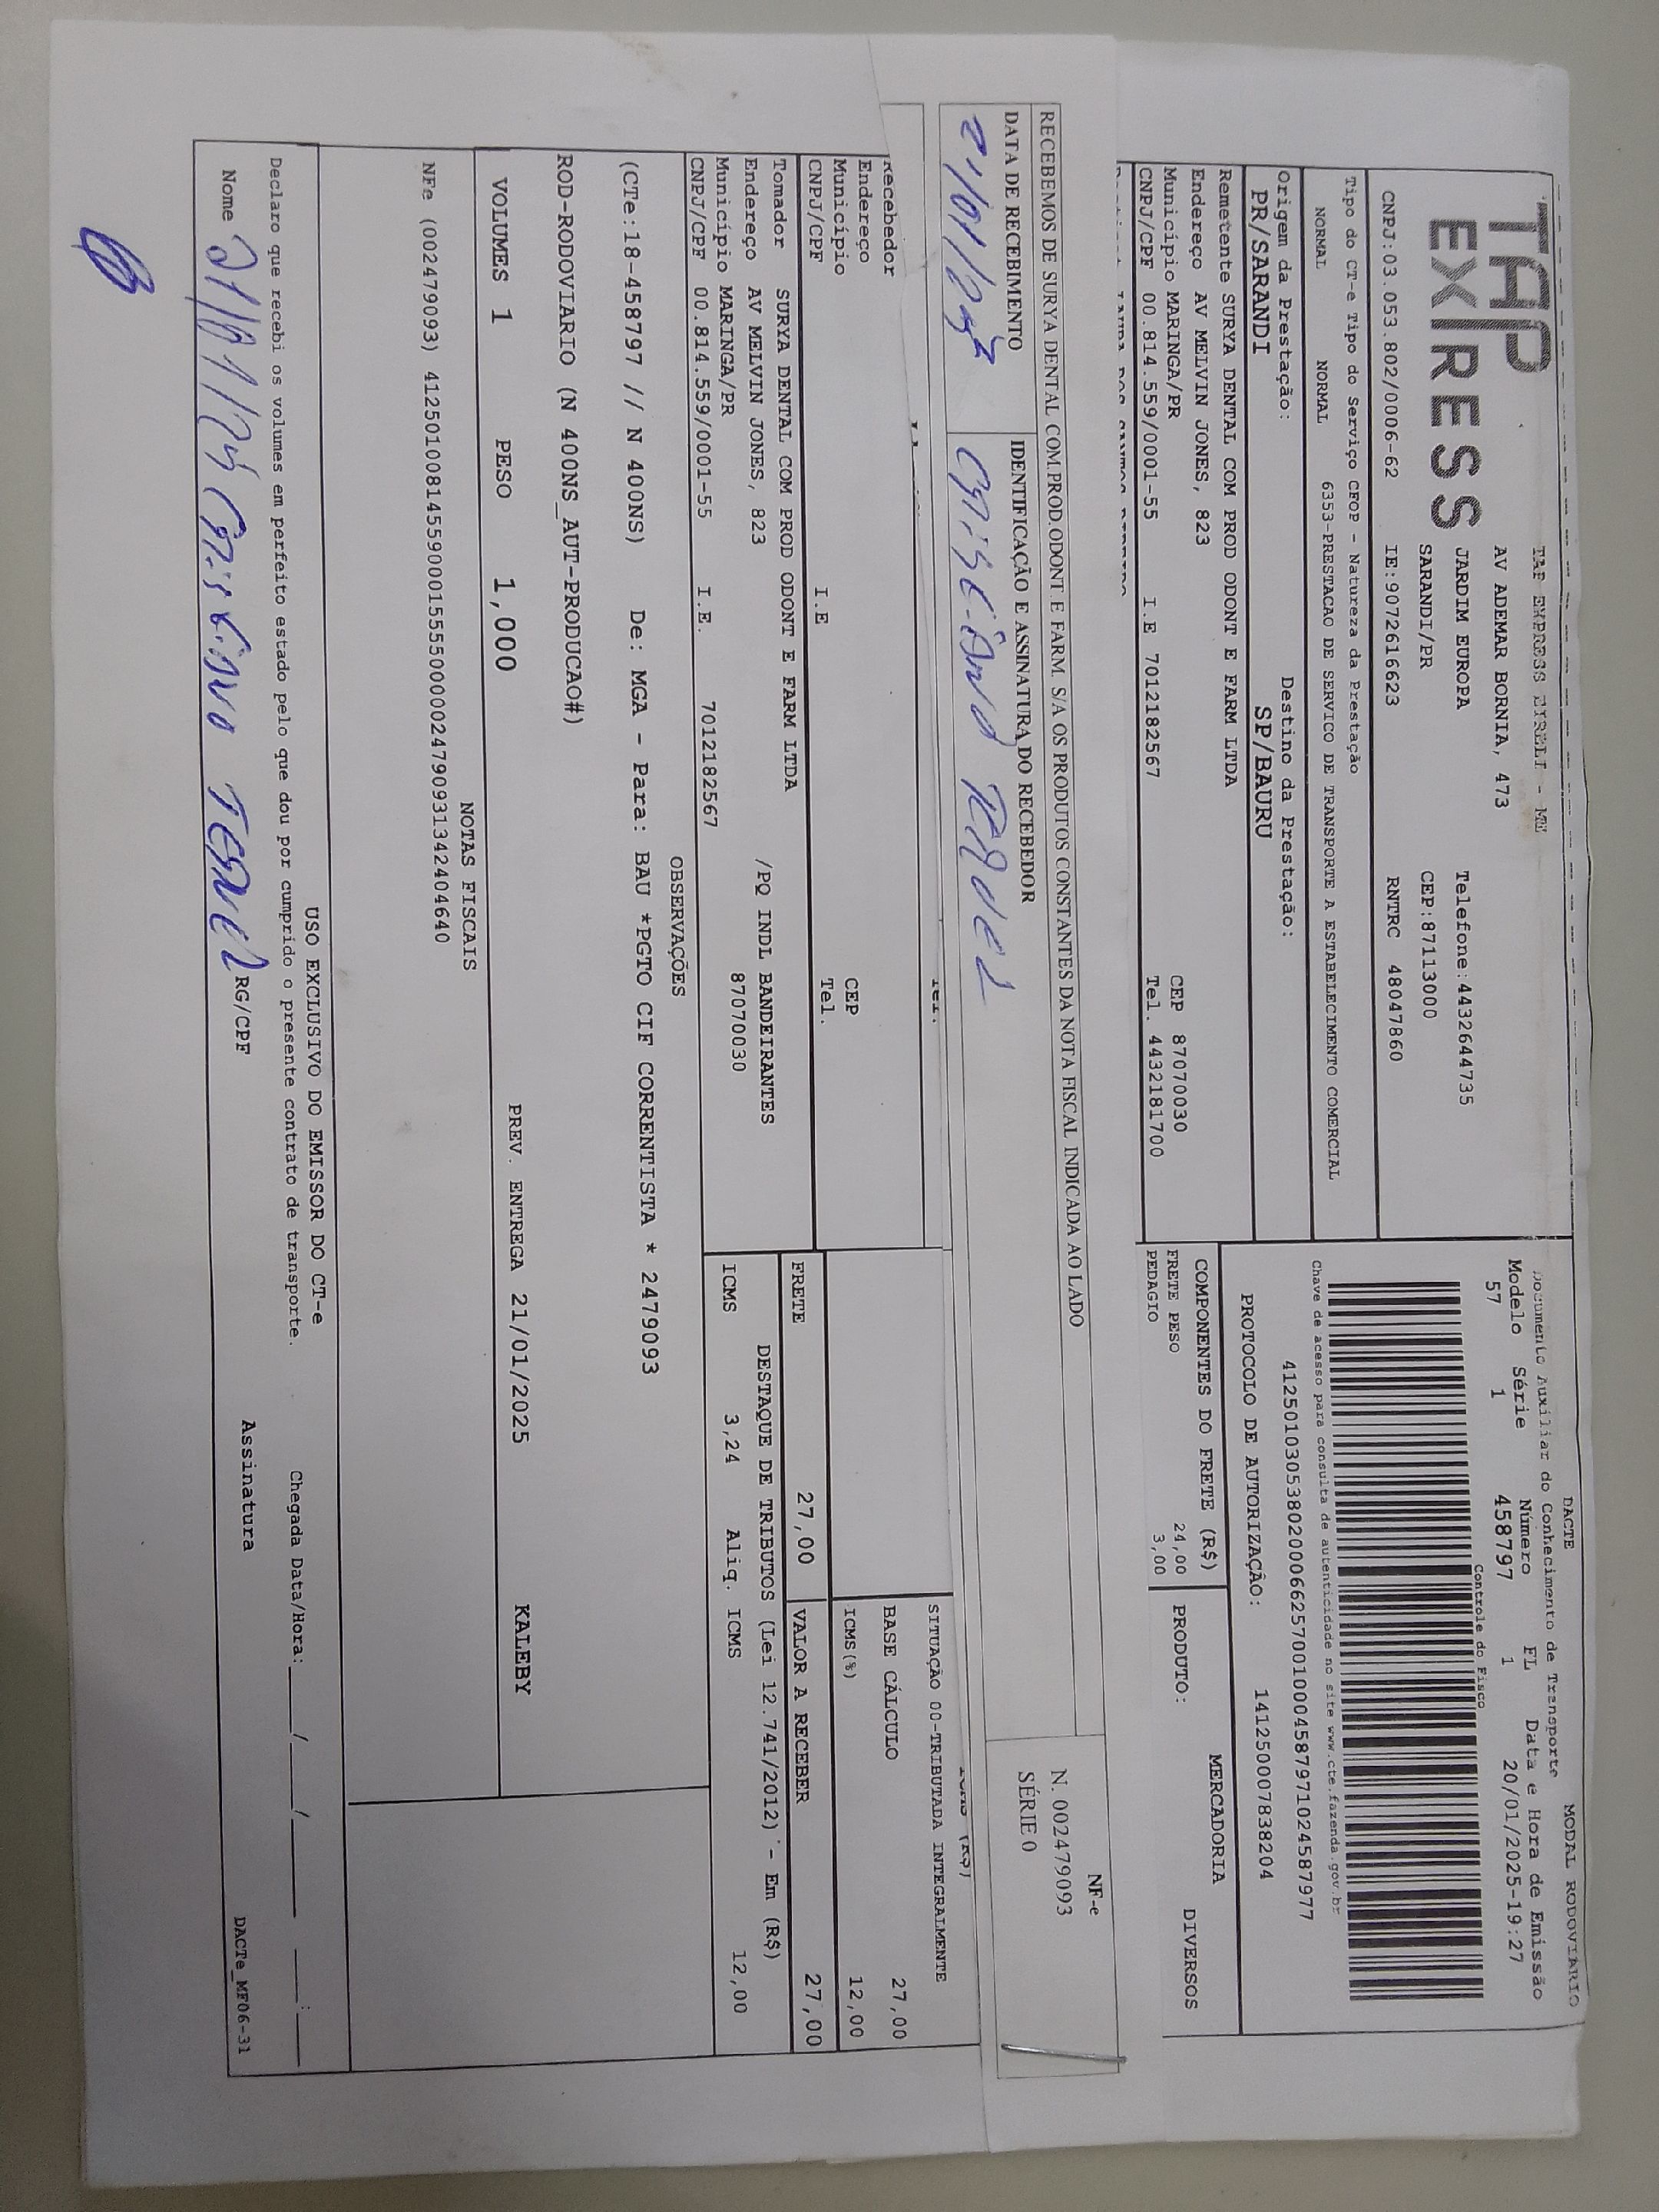 DACTE
MODAL RODOVIARIO
TAP
EXPRESS
TAP EXPRESS EIRELI - ME
AV ADEMAR BORNIA, 473
JARDIM EUROPA
Telefone:4432644735
SARANDI/PR
CEP:87113000
CNPJ:03.053.802/0006-62
IE:9072616623
RNTRC 48047860
Documento Auxiliar do Conhecimento de Transporte
Modelo Série Número FL Data e Hora de Emissão
57 1 458797 1 20/01/2025-19:27
Controle do Fisco
Chave de acesso para consulta de autenticidade no site www.cte.fazenda.gov.br
41250103053802000662570010004587971024587977
PROTOCOLO DE AUTORIZAÇÃO: 141250007838204
Tipo do CT-e Tipo do Serviço CFOP - Natureza da Prestação
NORMAL NORMAL 6353-PRESTACAO DE SERVICO DE TRANSPORTE A ESTABELECIMENTO COMERCIAL
Origem da Prestação: Destino da Prestação:
PR/SARANDI SP/BAURU
Remetente SURYA DENTAL COM PROD ODONT E FARM LTDA
Endereço AV MELVIN JONES, 823
Município MARINGA/PR CEP 87070030
CNPJ/CPF 00.814.559/0001-55 I.E 7012182567 Tel. 4432181700
COMPONENTES DO FRETE (R$)
FRETE PESO 24,00
PEDAGIO 3,00
MERCADORIA
PRODUTO: DIVERSOS
RECEBEMOS DE SURYA DENTAL COM.PROD.ODONT.E FARM. S/A OS PRODUTOS CONSTANTES DA NOTA FISCAL INDICADA AO LADO
DATA DE RECEBIMENTO
IDENTIFICAÇÃO E ASSINATURA DO RECEBEDOR
NF-e
N. 002479093
SÉRIE 0
SITUAÇÃO 00-TRIBUTADA INTEGRALMENTE
BASE CÁLCULO 27,00
ICMS(%) 12,00
Recebedor
Endereço
Município CEP
CNPJ/CPF I.E Tel.
FRETE 27,00
VALOR A RECEBER 27,00
Tomador SURYA DENTAL COM PROD ODONT E FARM LTDA
Endereço AV MELVIN JONES, 823 /PQ INDL BANDEIRANTES
Município MARINGA/PR 87070030
CNPJ/CPF 00.814.559/0001-55 I.E. 7012182567
DESTAQUE DE TRIBUTOS (Lei 12.741/2012) - Em (R$)
ICMS 3,24 Aliq. ICMS 12,00
OBSERVAÇÕES
(CTe:18-458797 // N 400NS) De: MGA - Para: BAU *PGTO CIF CORRENTISTA * 2479093
ROD-RODOVIARIO (N 400NS_AUT-PRODUCAO#)
VOLUMES 1 PESO 1,000 PREV. ENTREGA 21/01/2025 KALEBY
NOTAS FISCAIS
NFe (002479093) 41250100814559000155550000024790931342404640
USO EXCLUSIVO DO EMISSOR DO CT-e
Declaro que recebi os volumes em perfeito estado pelo que dou por cumprido o presente contrato de transporte. Chegada Data/Hora:____/____/______ ___:___
Nome RG/CPF Assinatura
DACTe_MF06-31